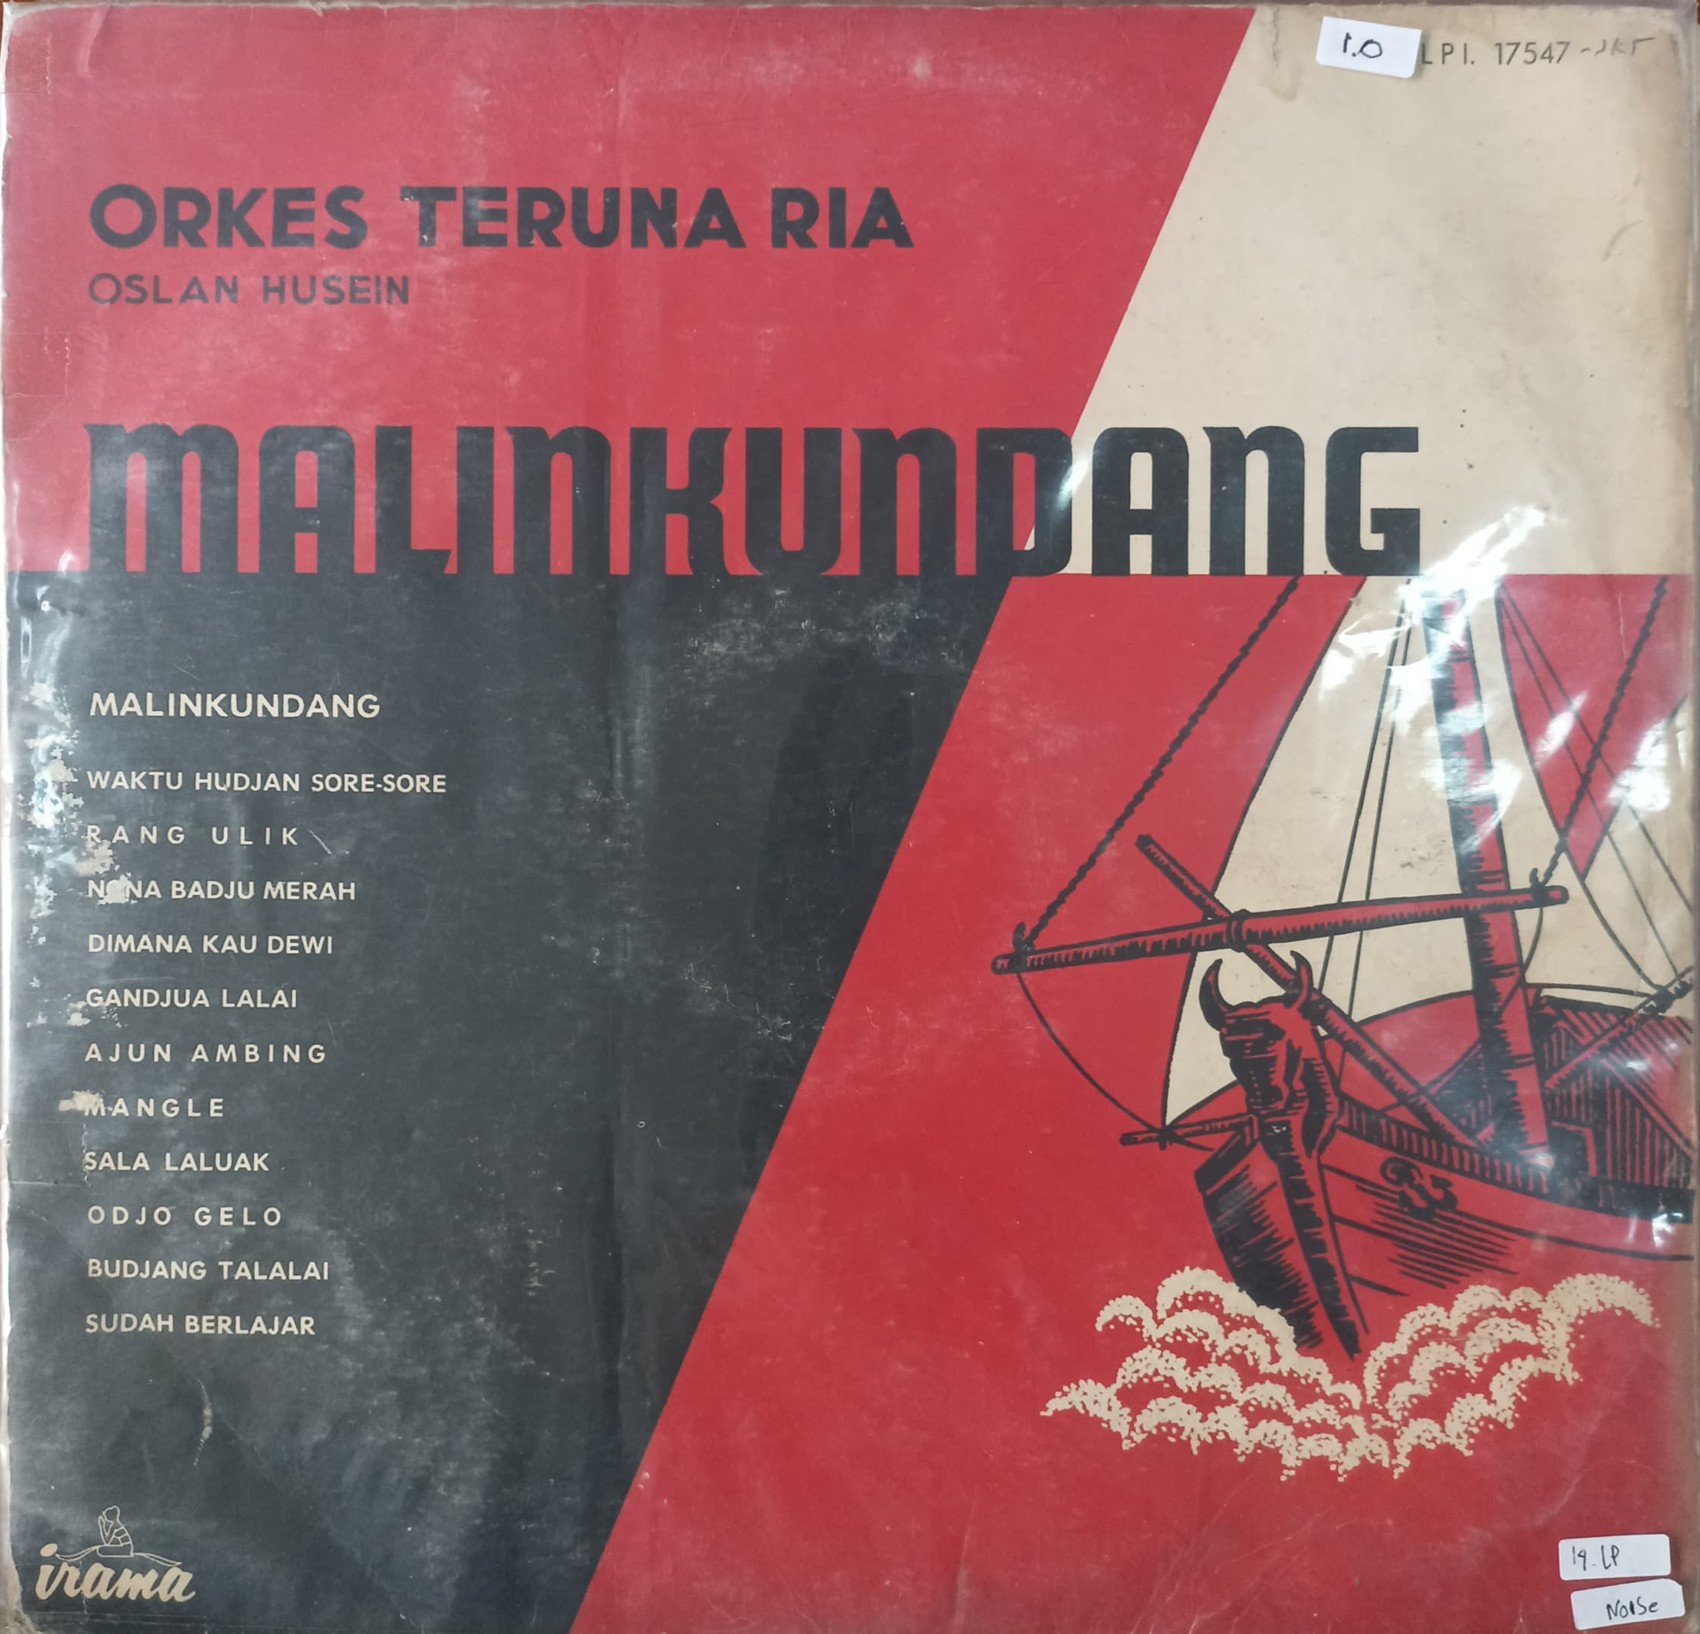 1.0
LPI. 17547 -JKT
ORKES TERUNA RIA
OSLAN HUSEIN
MALINKUNDANG
MALINKUNDANG
WAKTU HUDJAN SORE-SORE
RANG ULIK
NONA BADJU MERAH
DIMANA KAU DEWI
GANDJUA LALAI
AJUN AMBING
MANGLE
SALA LALUAK
ODJO GELO
BUDJANG TALALAI
SUDAH BERLAJAR
irama
19.LP
NOISe